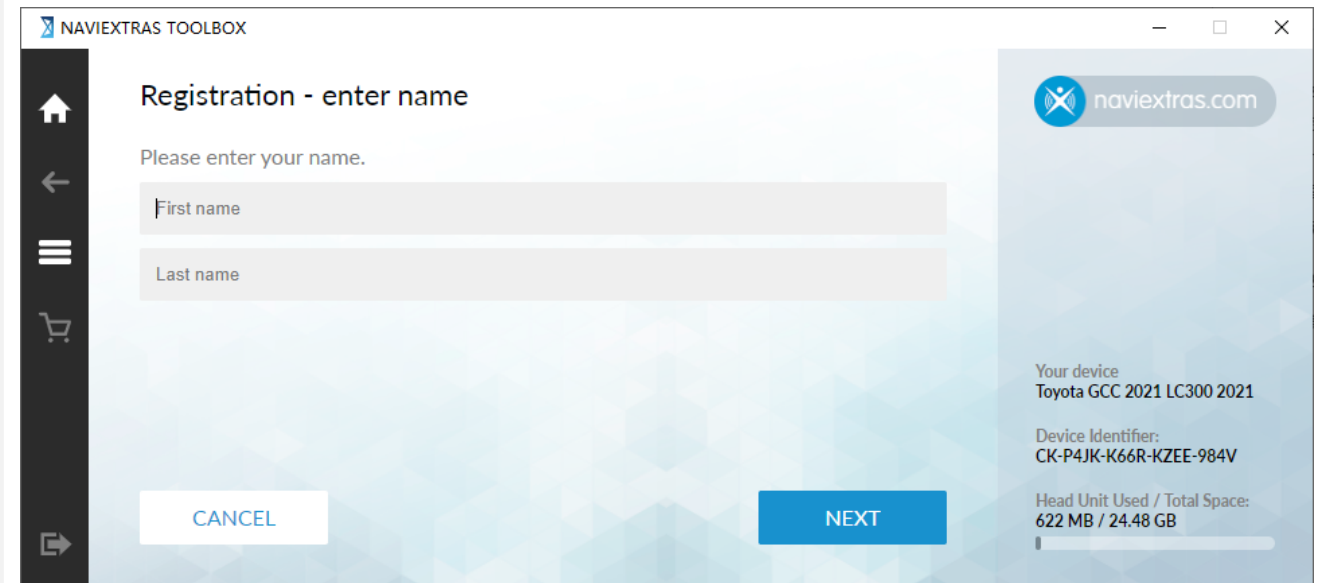 NAVIEXTRAS TOOLBOX
Registration - enter name
naviextras.com
Please enter your name.
First name
Last name
Your device
Toyota GCC 2021 LC300 2021
Device Identifier:
CK-P4JK-K66R-KZEE-984V
Head Unit Used / Total Space:
622 MB / 24.48 GB
CANCEL
NEXT